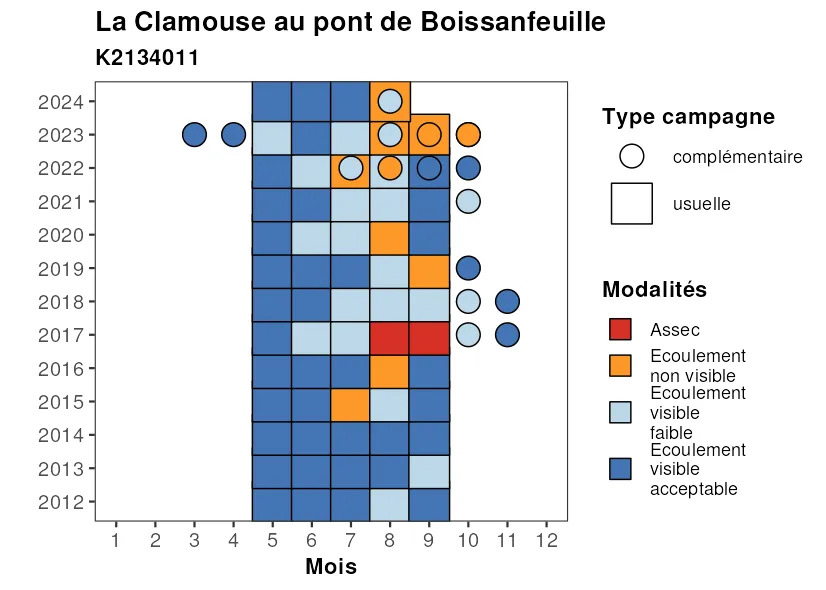 La Clamouse au pont de Boissanfeuille
K2134011
2024
2023
2022
2021
2020
2019
2018
2017
2016
2015
2014
2013
2012
1 2 3 4 5 6 7 8 9 10 11 12
Mois
Type campagne
complémentaire
usuelle
Modalités
Assec
Ecoulement
non visible
Ecoulement
visible
faible
Ecoulement
visible
acceptable